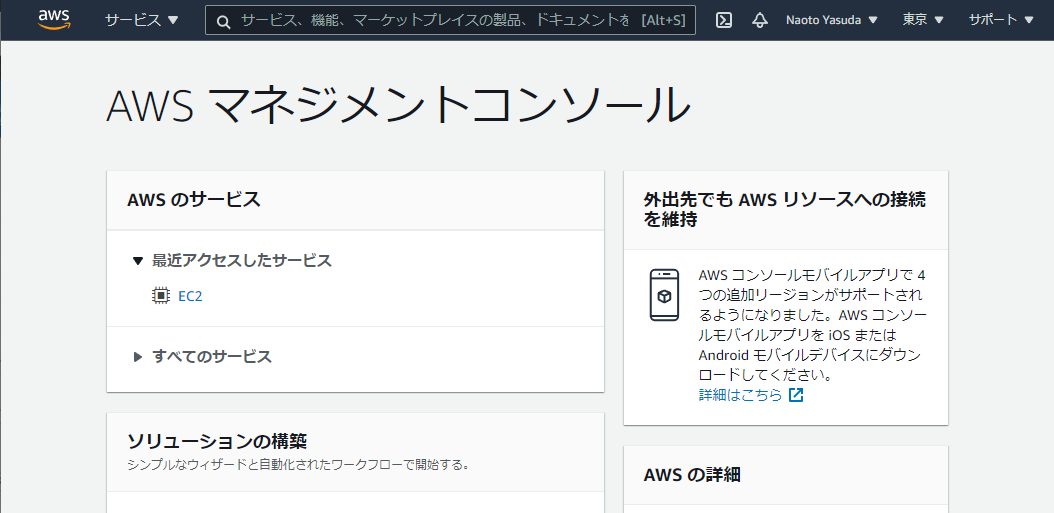 aws サービス ▼ サービス、機能、マーケットプレイスの製品、ドキュメントを [Alt+S] Naoto Yasuda ▼ 東京 ▼ サポート ▼
AWS マネジメントコンソール
AWS のサービス
▼ 最近アクセスしたサービス
EC2
▶ すべてのサービス
ソリューションの構築
シンプルなウィザードと自動化されたワークフローで開始する。
外出先でも AWS リソースへの接続
を維持
AWS コンソールモバイルアプリで 4
つの追加リージョンがサポートされ
るようになりました。AWS コンソー
ルモバイルアプリを iOS または
Android モバイルデバイスにダウン
ロードしてください。
詳細はこちら
AWS の詳細